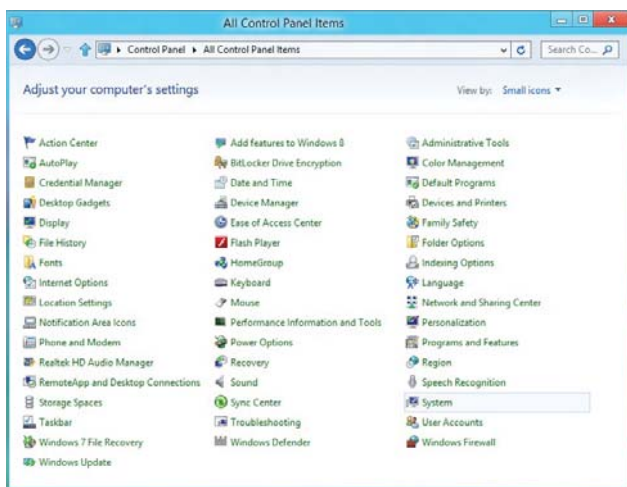 All Control Panel Items
Control Panel All Control Panel Items Search Co...
Adjust your computer's settings View by: Small icons
Action Center Add features to Windows 8 Administrative Tools
AutoPlay BitLocker Drive Encryption Color Management
Credential Manager Date and Time Default Programs
Desktop Gadgets Device Manager Devices and Printers
Display Ease of Access Center Family Safety
File History Flash Player Folder Options
Fonts HomeGroup Indexing Options
Internet Options Keyboard Language
Location Settings Mouse Network and Sharing Center
Notification Area Icons Performance Information and Tools Personalization
Phone and Modem Power Options Programs and Features
Realtek HD Audio Manager Recovery Region
RemoteApp and Desktop Connections Sound Speech Recognition
Storage Spaces Sync Center System
Taskbar Troubleshooting User Accounts
Windows 7 File Recovery Windows Defender Windows Firewall
Windows Update